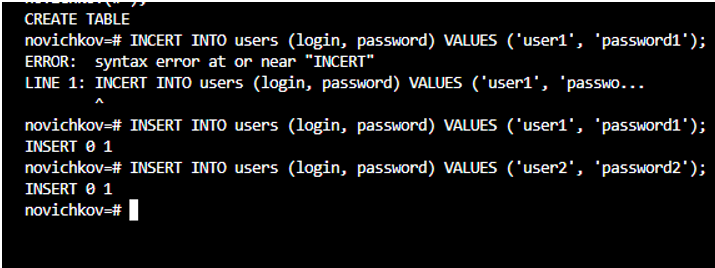 CREATE TABLE
novichkov=# INCERT INTO users (login, password) VALUES ('user1', 'password1');
ERROR:  syntax error at or near "INCERT"
LINE 1: INCERT INTO users (login, password) VALUES ('user1', 'passwo...
        ^
novichkov=# INSERT INTO users (login, password) VALUES ('user1', 'password1');
INSERT 0 1
novichkov=# INSERT INTO users (login, password) VALUES ('user2', 'password2');
INSERT 0 1
novichkov=#